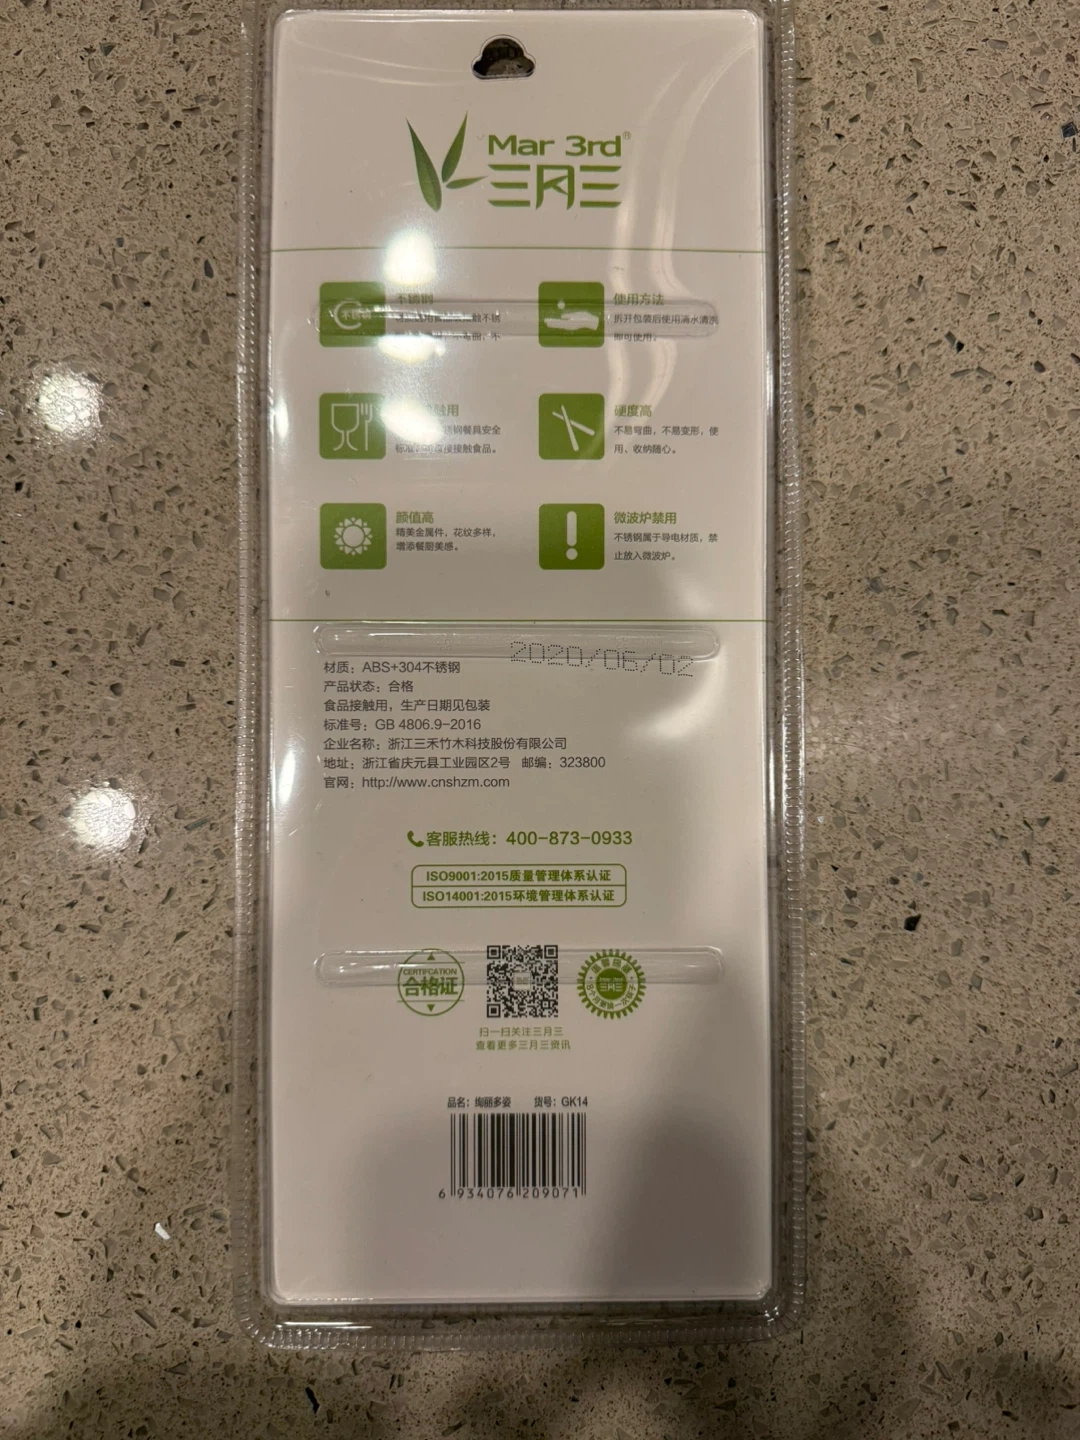 Mar 3rd®
三月三
不锈钢
不锈钢
使用方法
拆开包装后使用清水清洗
即可使用。
触用
锈钢餐具安全
接接触食品。
硬度高
不易弯曲，不易变形，使
用、收纳随心。
颜值高
精美金属件，花纹多样，
增添餐厨美感。
微波炉禁用
不锈钢属于导电材质，禁
止放入微波炉。
2020/06/02
材质：ABS+304不锈钢
产品状态：合格
食品接触用，生产日期见包装
标准号：GB 4806.9-2016
企业名称：浙江三禾竹木科技股份有限公司
地址：浙江省庆元县工业园区2号 邮编：323800
官网：http://www.cnshzm.com
客服热线：400-873-0933
ISO9001:2015质量管理体系认证
ISO14001:2015环境管理体系认证
CERTIFCATION
合格证
三月三
扫一扫关注三月三
查看更多三月三资讯
品名：绚丽多姿 货号：GK14
6 934076 209071